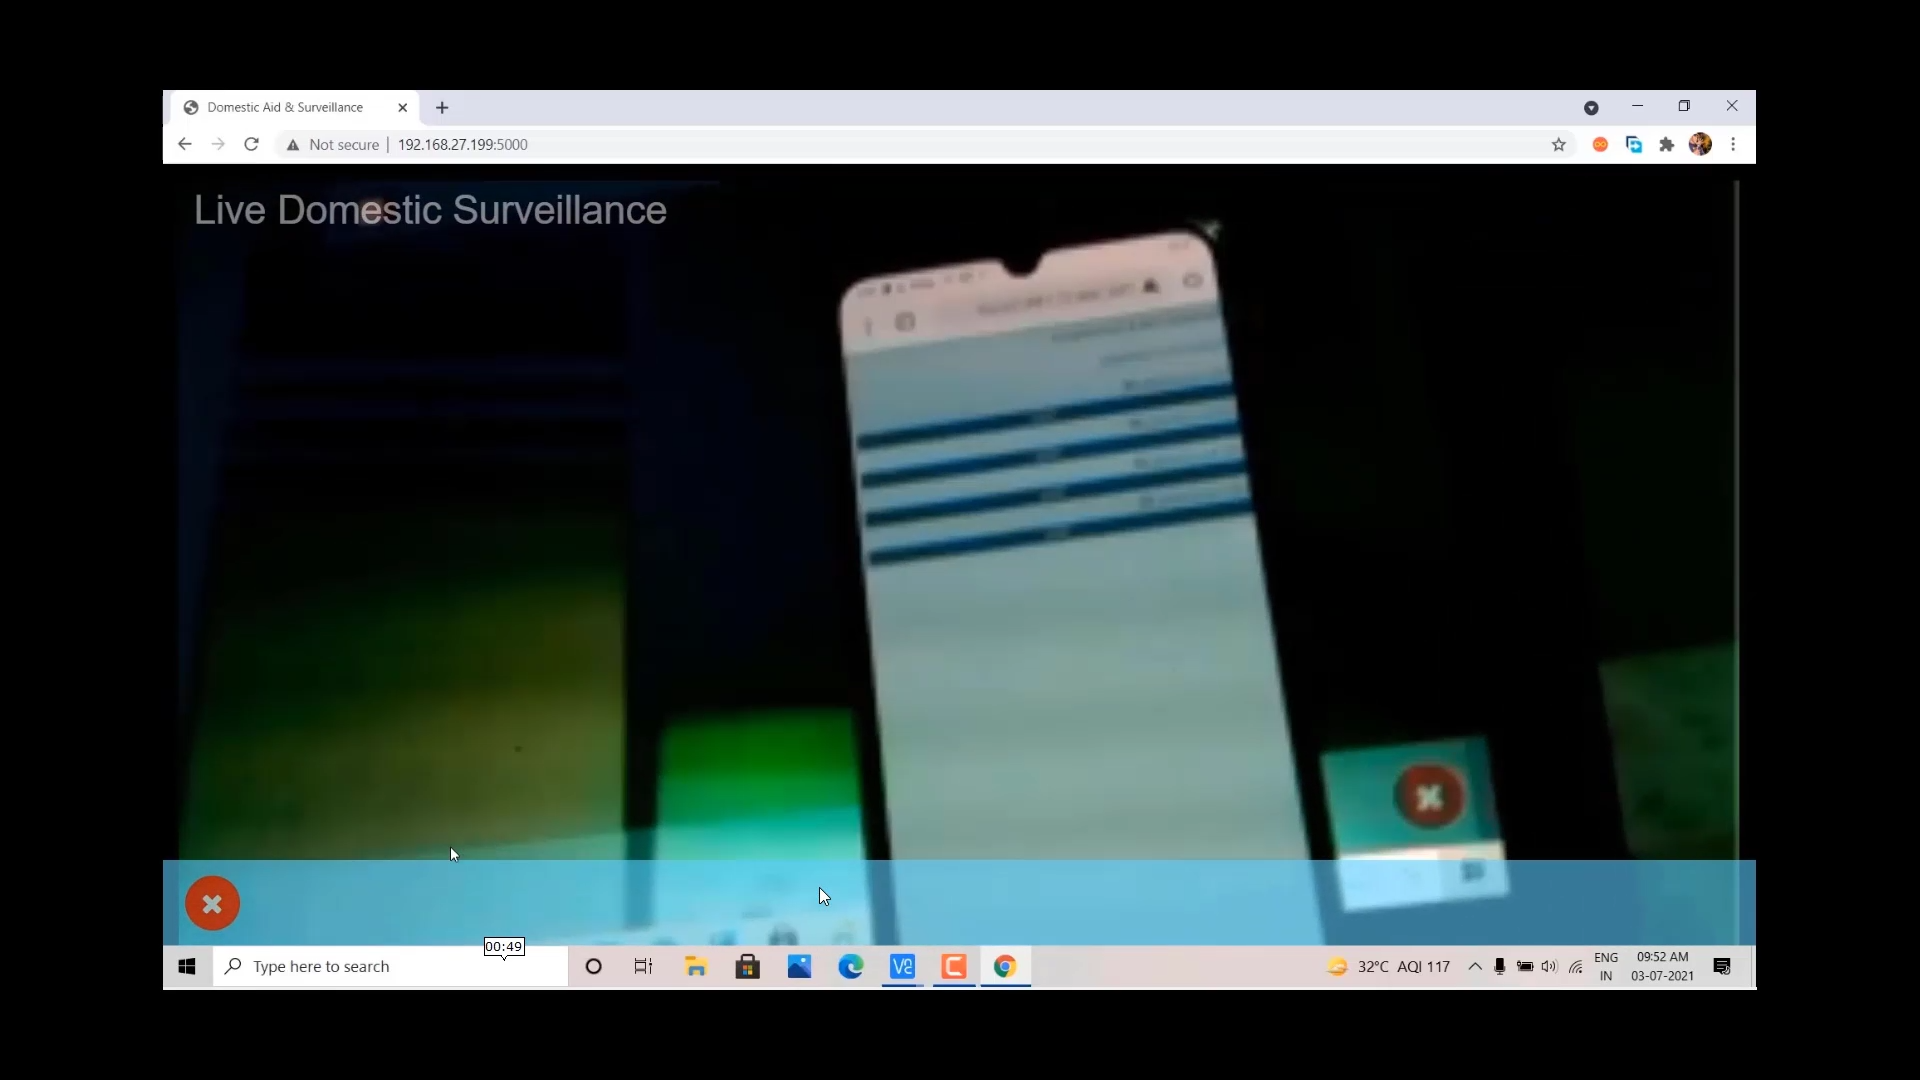 Domestic Aid & Surveillance
Not secure
192.168.27.199:5000
Live Domestic Surveillance
00:49
Type here to search
32°C AQI 117
ENG
IN
09:52 AM
03-07-2021